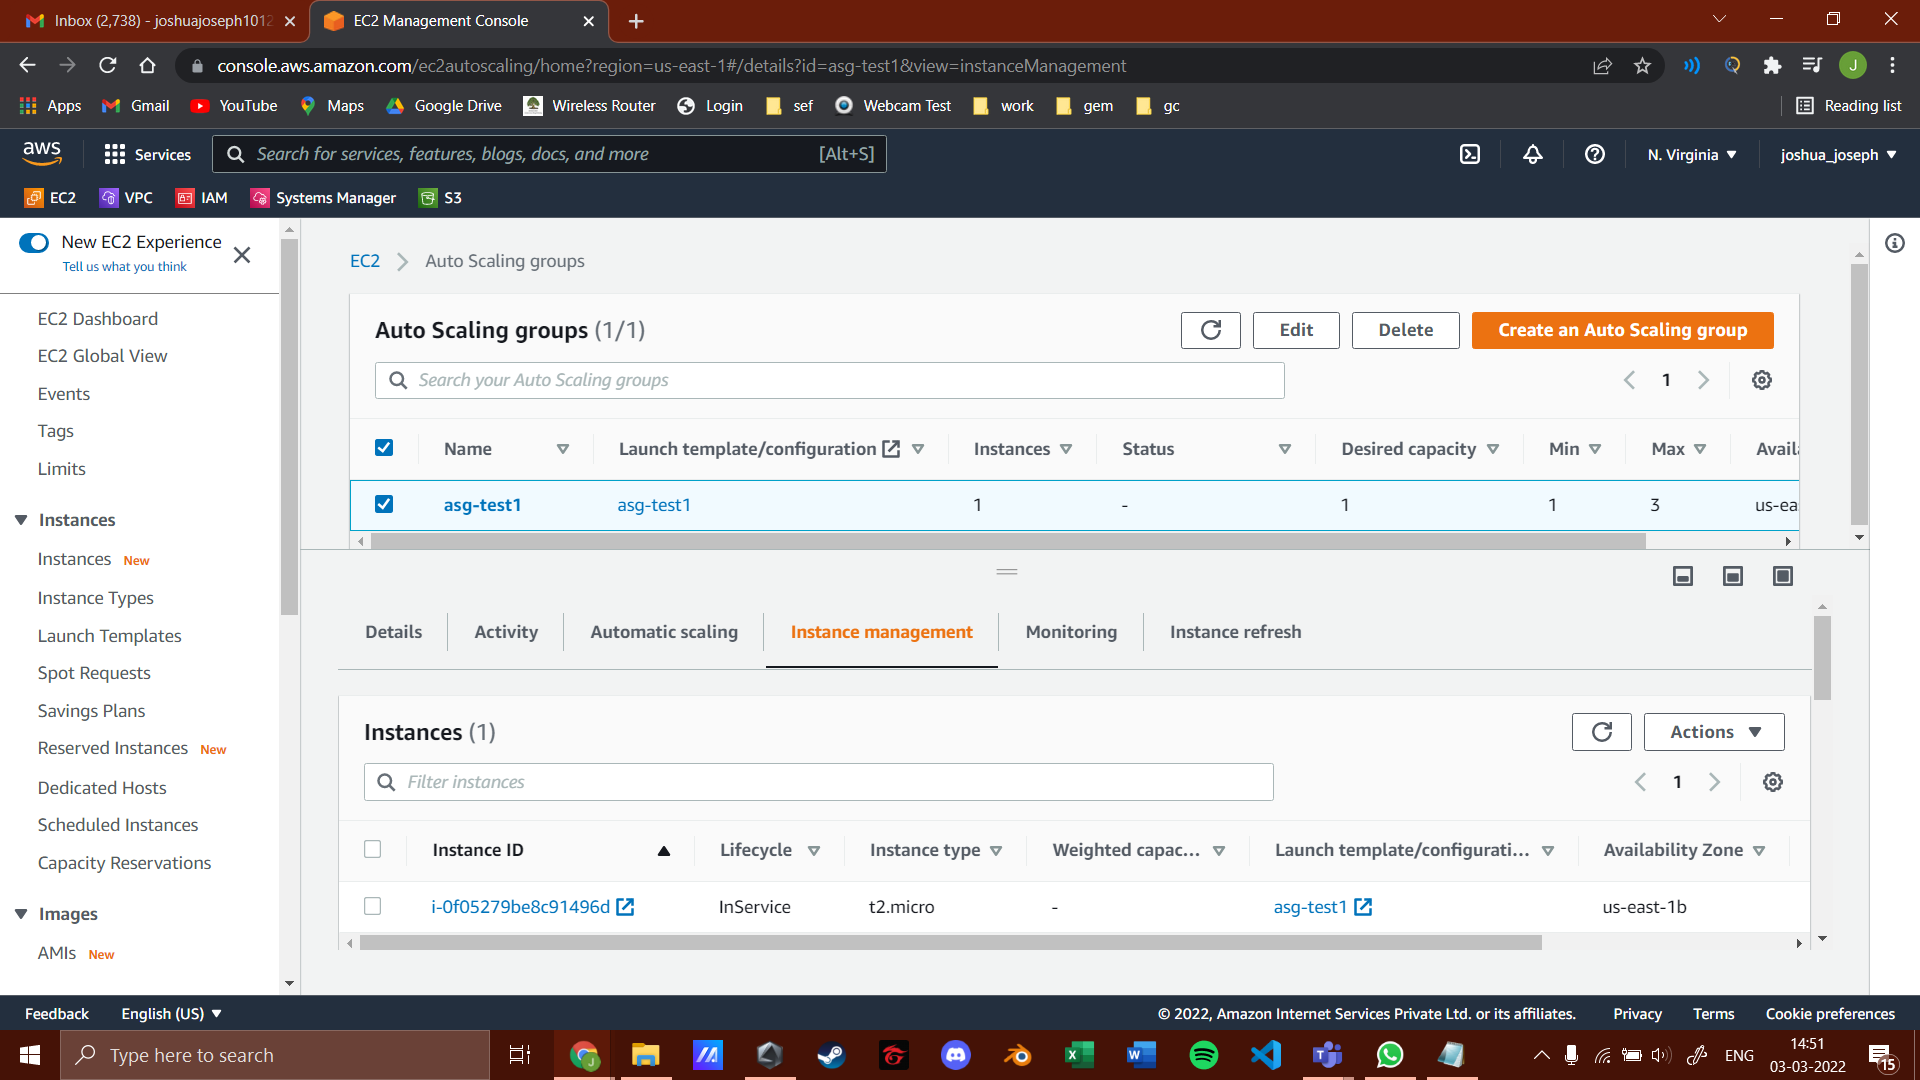 Inbox (2,738) - joshuajoseph1012
EC2 Management Console
console.aws.amazon.com/ec2autoscaling/home?region=us-east-1#/details?id=asg-test1&view=instanceManagement
J
Apps
Gmail
YouTube
Maps
Google Drive
Wireless Router
Login
sef
Webcam Test
work
gem
gc
Reading list
aws
Services
Search for services, features, blogs, docs, and more
[Alt+S]
N. Virginia
joshua_joseph
EC2
VPC
IAM
Systems Manager
S3
New EC2 Experience
Tell us what you think
EC2 Dashboard
EC2 Global View
Events
Tags
Limits
Instances
Instances New
Instance Types
Launch Templates
Spot Requests
Savings Plans
Reserved Instances New
Dedicated Hosts
Scheduled Instances
Capacity Reservations
Images
AMIs New
EC2
Auto Scaling groups
Auto Scaling groups (1/1)
Edit
Delete
Create an Auto Scaling group
Search your Auto Scaling groups
1
Name
Launch template/configuration
Instances
Status
Desired capacity
Min
Max
Avail
asg-test1
asg-test1
1
-
1
1
3
us-ea
Details
Activity
Automatic scaling
Instance management
Monitoring
Instance refresh
Instances (1)
Actions
Filter instances
1
Instance ID
Lifecycle
Instance type
Weighted capac...
Launch template/configurati...
Availability Zone
i-0f05279be8c91496d
InService
t2.micro
-
asg-test1
us-east-1b
Feedback
English (US)
© 2022, Amazon Internet Services Private Ltd. or its affiliates.
Privacy
Terms
Cookie preferences
Type here to search
ENG
14:51
03-03-2022
15